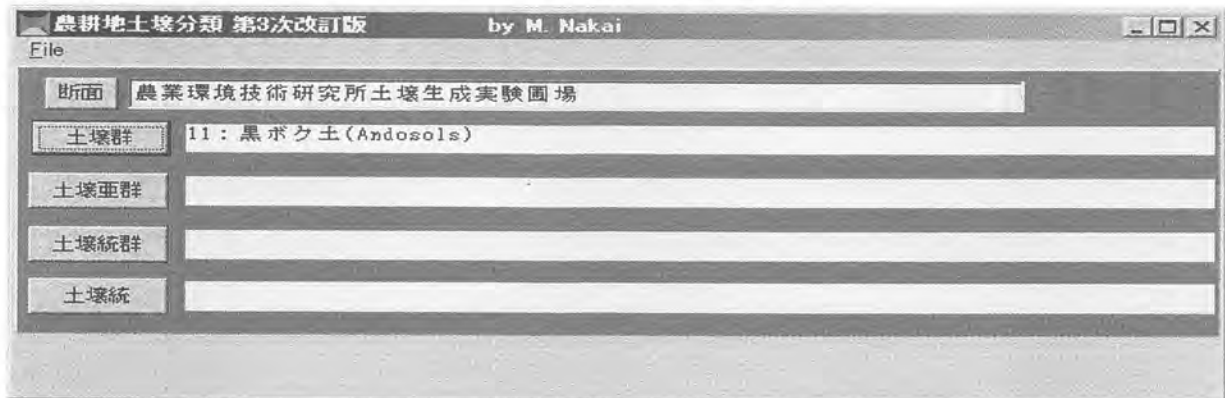 農耕地土壌分類 第3次改訂版 by M. Nakai
File
断面 農業環境技術研究所土壌生成実験圃場
土壌群 11：黒ボク土(Andosols)
土壌亜群
土壌統群
土壌統